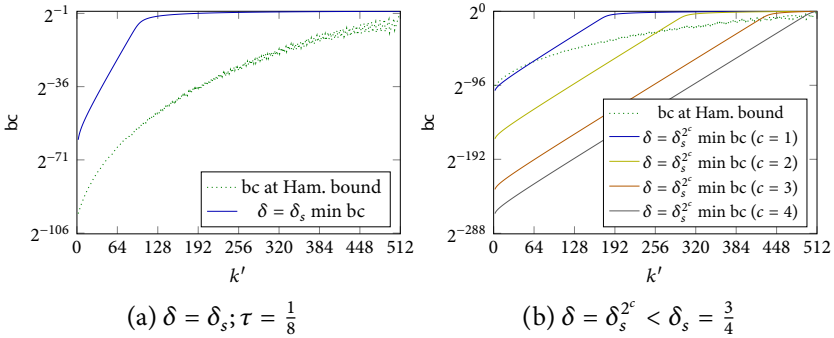 2^{-1}
2^{-36}
2^{-71}
2^{-106}
bc
0 64 128 192 256 320 384 448 512
k′
bc at Ham. bound
δ = δ_s min bc
(a) δ = δ_s; τ = 1/8
2^0
2^{-96}
2^{-192}
2^{-288}
bc
0 64 128 192 256 320 384 448 512
k′
bc at Ham. bound
δ = δ_s^{2^c} min bc (c = 1)
δ = δ_s^{2^c} min bc (c = 2)
δ = δ_s^{2^c} min bc (c = 3)
δ = δ_s^{2^c} min bc (c = 4)
(b) δ = δ_s^{2^c} < δ_s = 3/4